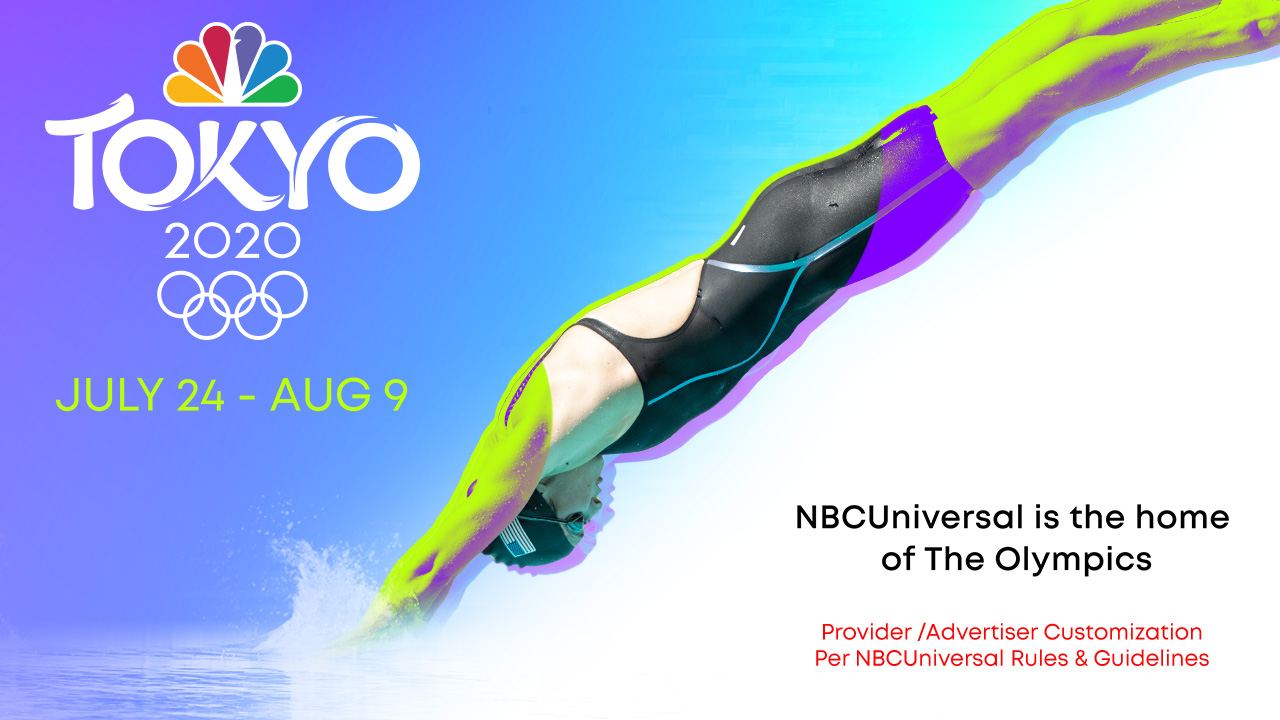 TOKYO
2020
JULY 24 - AUG 9
NBCUniversal is the home
of The Olympics
Provider /Advertiser Customization
Per NBCUniversal Rules & Guidelines